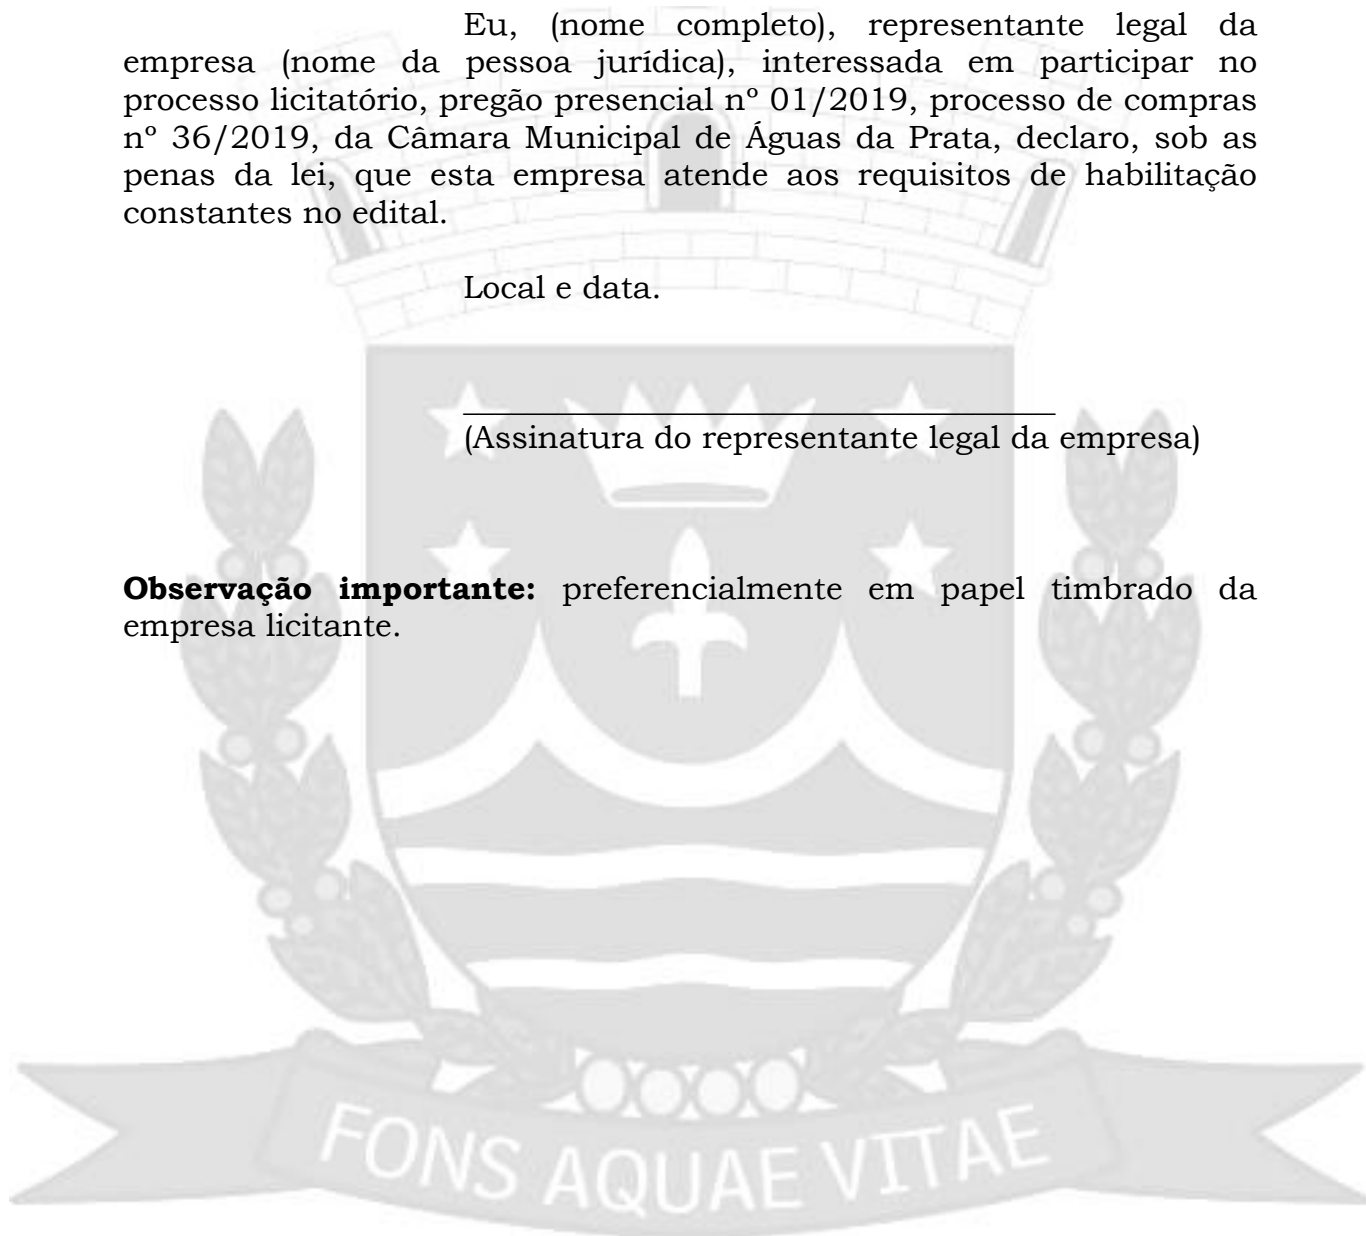 Eu, (nome completo), representante legal da
empresa (nome da pessoa jurídica), interessada em participar no
processo licitatório, pregão presencial nº 01/2019, processo de compras
nº 36/2019, da Câmara Municipal de Águas da Prata, declaro, sob as
penas da lei, que esta empresa atende aos requisitos de habilitação
constantes no edital.
Local e data.
(Assinatura do representante legal da empresa)
Observação importante: preferencialmente em papel timbrado da
empresa licitante.
FONS AQUAE VITAE